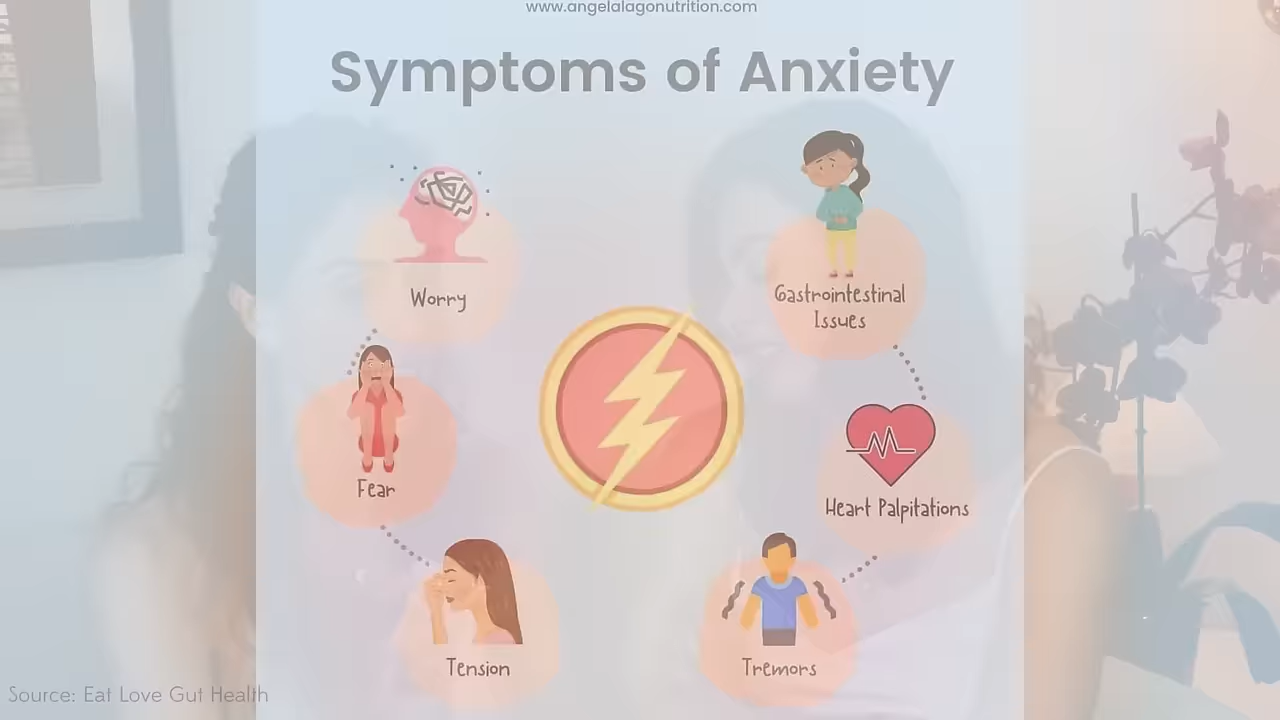 www.angelalagonutrition.com
Symptoms of Anxiety
Worry
Gastrointestinal
Issues
Fear
Heart Palpitations
Tension
Tremors
Source: Eat Love Gut Health